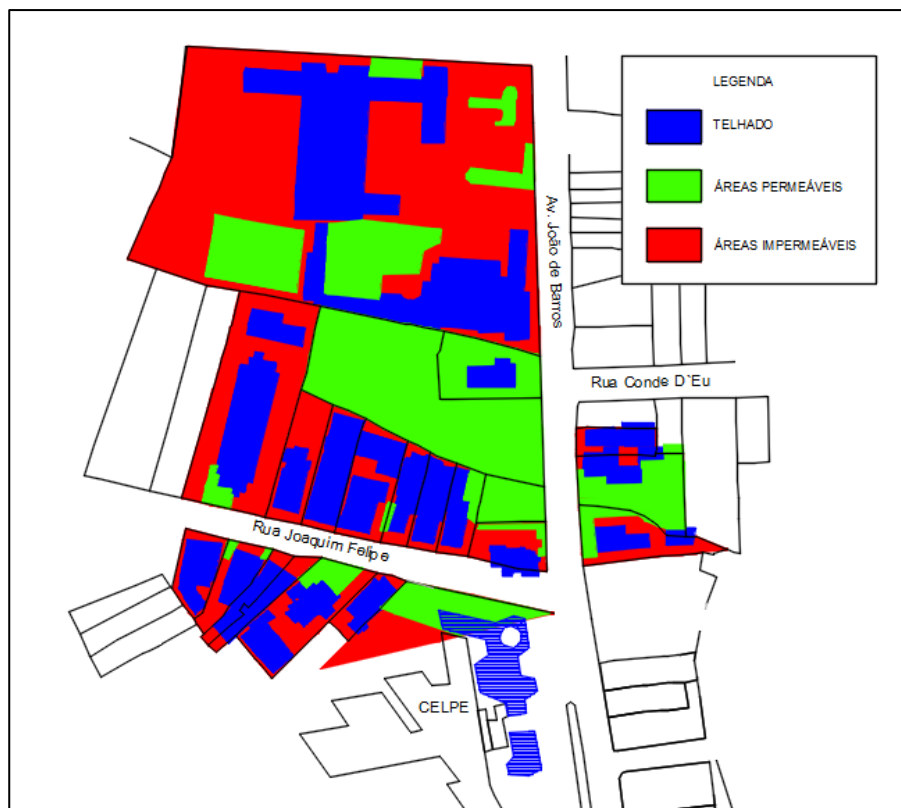 LEGENDA
TELHADO
ÁREAS PERMEÁVEIS
ÁREAS IMPERMEÁVEIS
Av. João de Barros
Rua Conde D`Eu
Rua Joaquim Felipe
CELPE